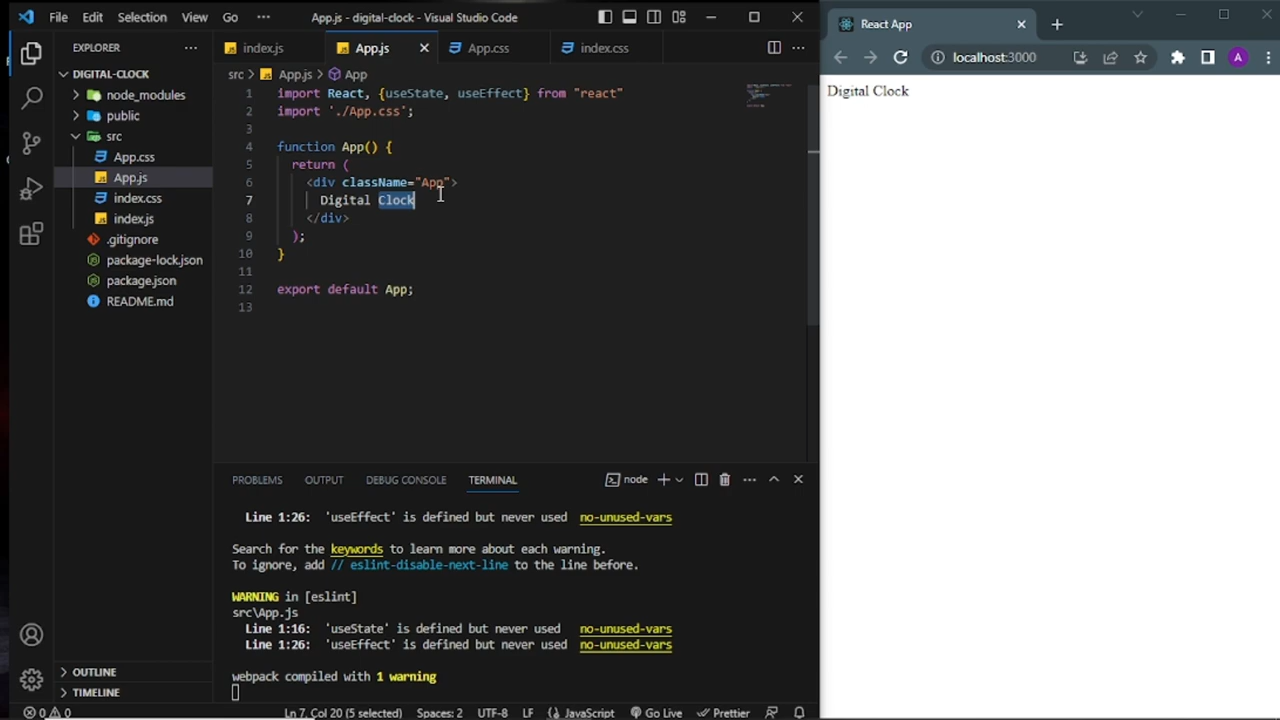 File Edit Selection View Go ··· App.js - digital-clock - Visual Studio Code
EXPLORER ···
DIGITAL-CLOCK
node_modules
public
src
App.css
App.js
index.css
index.js
.gitignore
package-lock.json
package.json
README.md
OUTLINE
TIMELINE
index.js App.js App.css index.css
src > App.js > App
1 import React, {useState, useEffect} from "react"
2 import './App.css';
3
4 function App() {
5 return (
6 <div className="App">
7 Digital Clock
8 </div>
9 );
10 }
11
12 export default App;
13
PROBLEMS OUTPUT DEBUG CONSOLE TERMINAL node
Line 1:26: 'useEffect' is defined but never used no-unused-vars
Search for the keywords to learn more about each warning.
To ignore, add // eslint-disable-next-line to the line before.
WARNING in [eslint]
src\App.js
Line 1:16: 'useState' is defined but never used no-unused-vars
Line 1:26: 'useEffect' is defined but never used no-unused-vars
webpack compiled with 1 warning
0 0 Ln 7, Col 20 (5 selected) Spaces: 2 UTF-8 LF {} JavaScript Go Live Prettier
React App
localhost:3000
A
Digital Clock